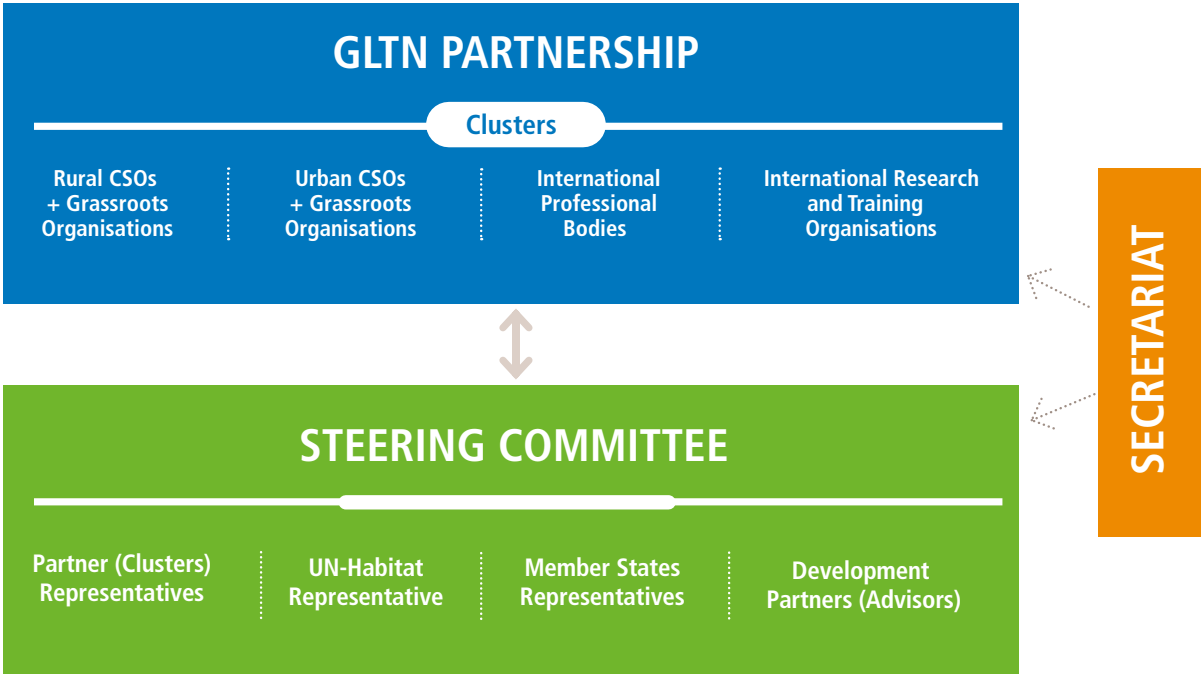 GLTN PARTNERSHIP
Clusters
Rural CSOs
+ Grassroots
Organisations
Urban CSOs
+ Grassroots
Organisations
International
Professional
Bodies
International Research
and Training
Organisations
SECRETARIAT
STEERING COMMITTEE
Partner (Clusters)
Representatives
UN-Habitat
Representative
Member States
Representatives
Development
Partners (Advisors)